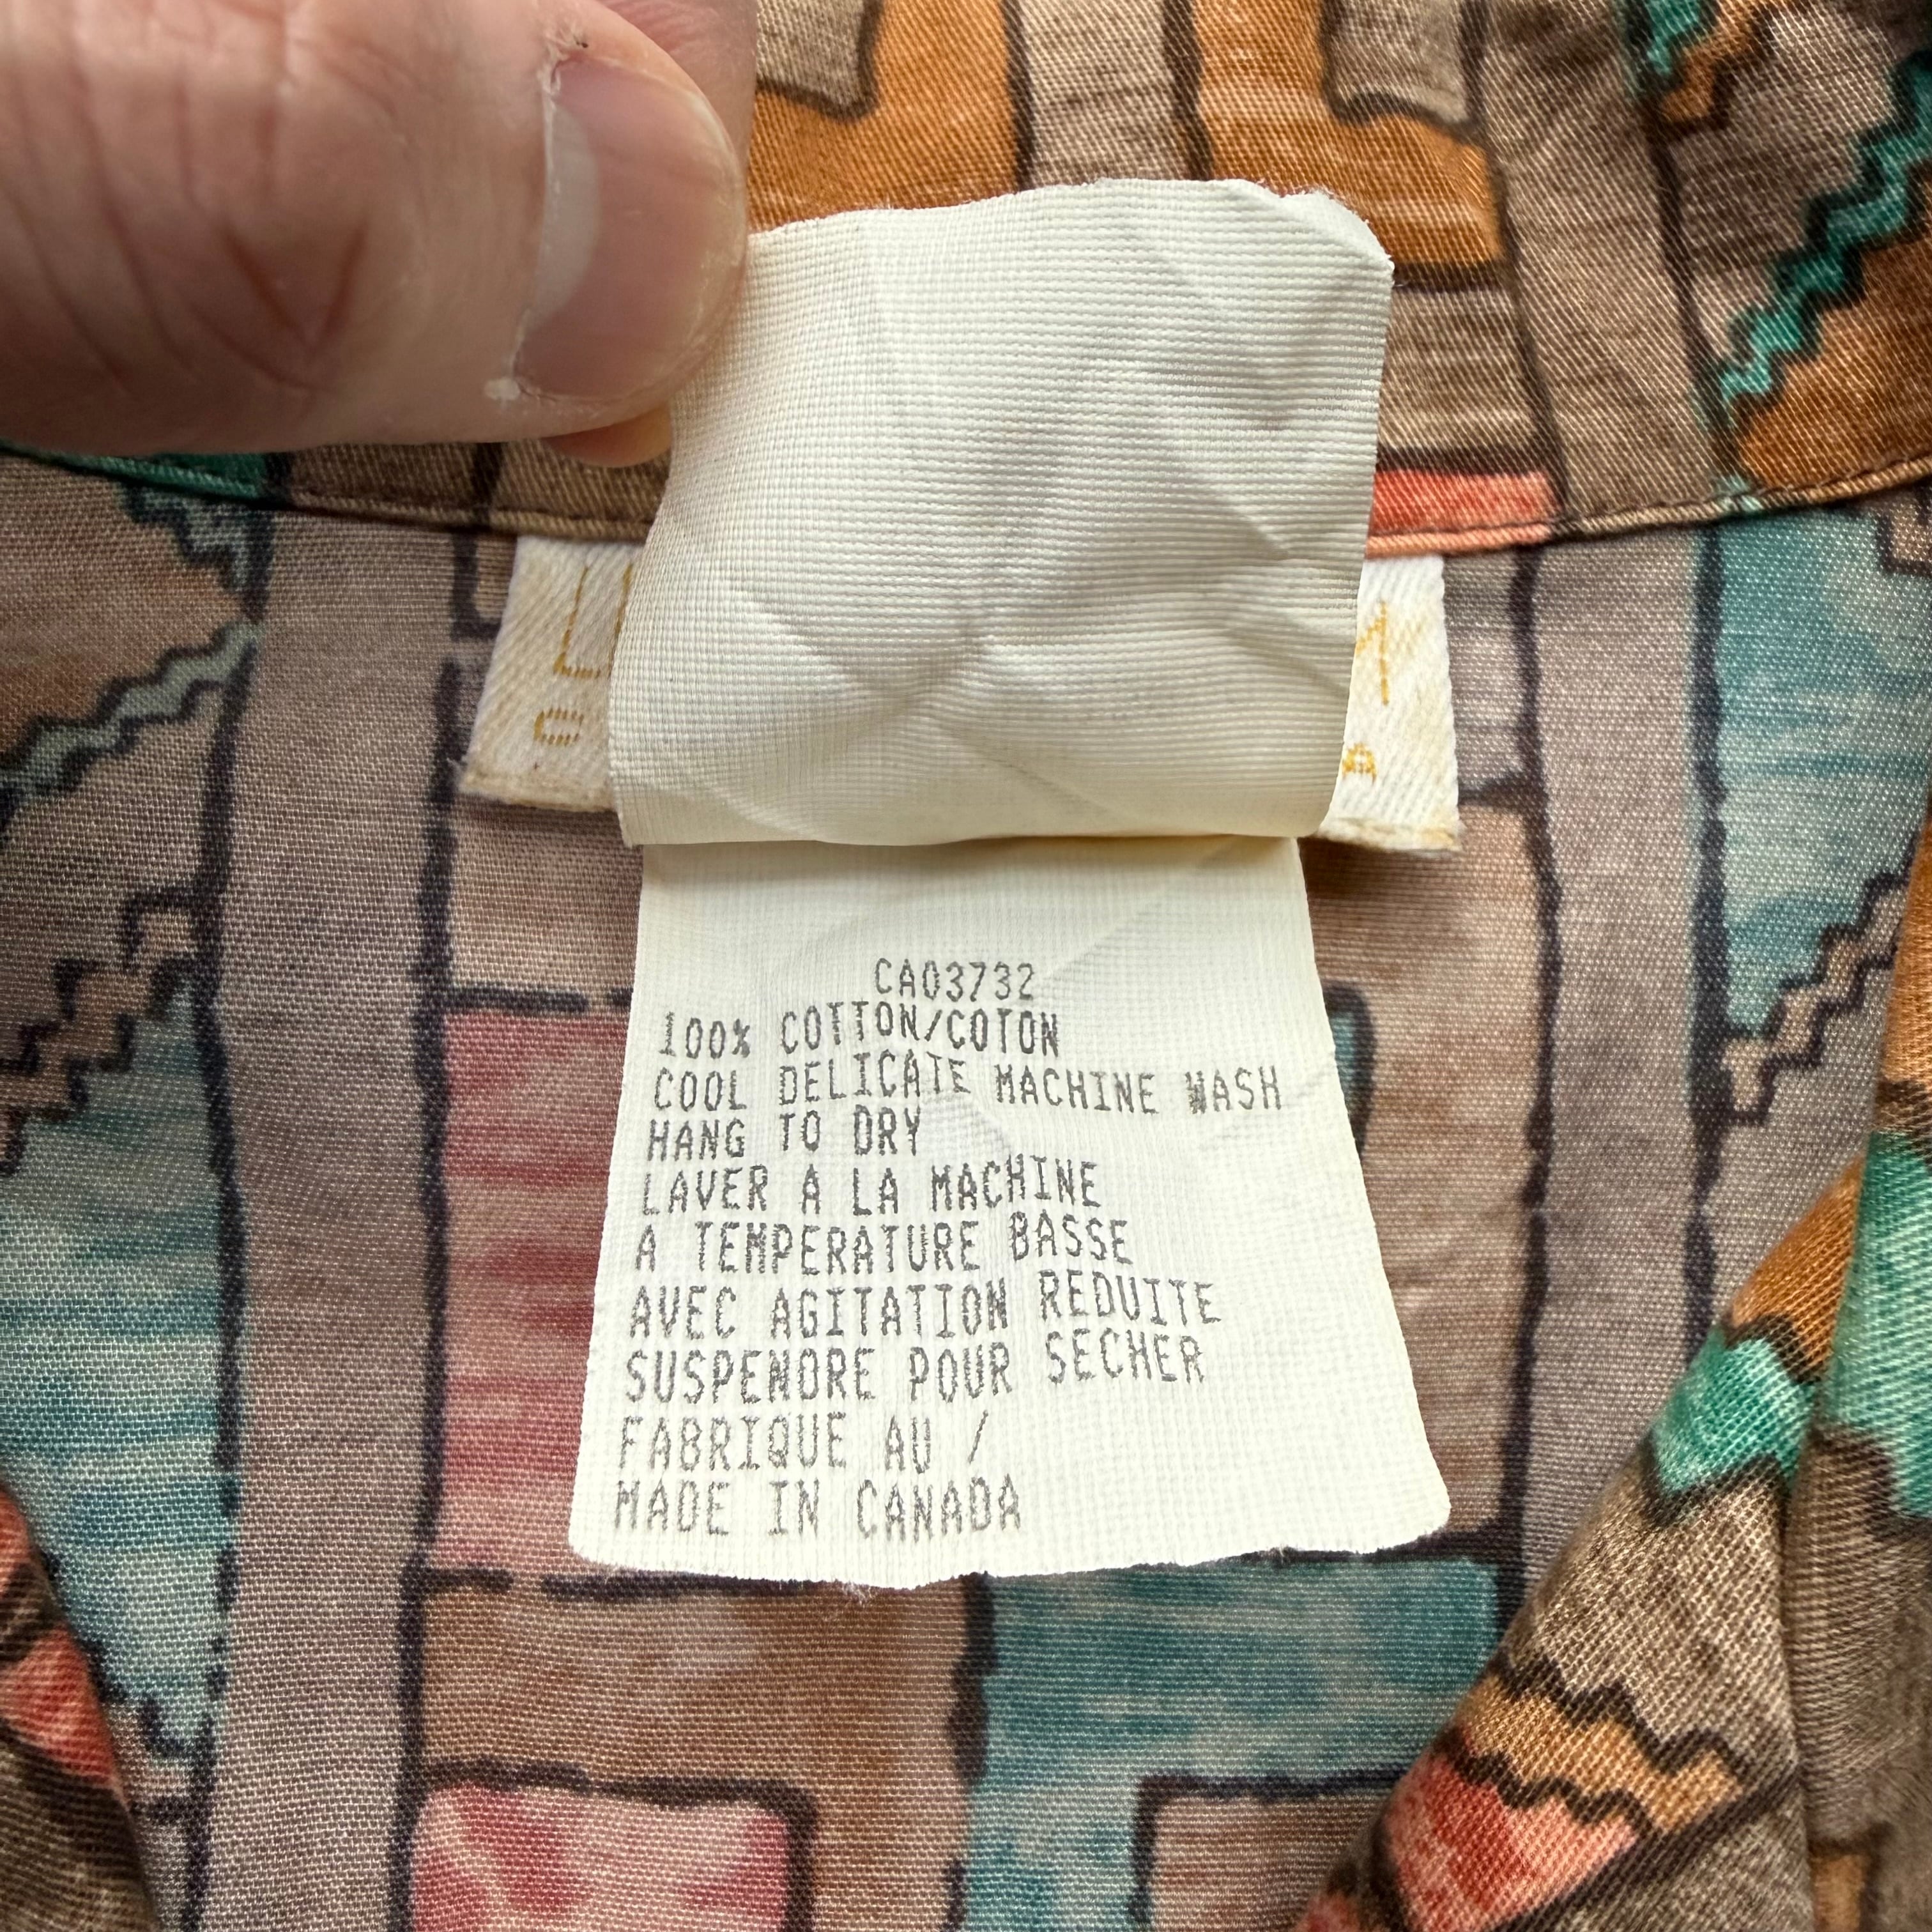 CA03732
100% COTTON/COTON
COOL DELICATE MACHINE WASH
HANG TO DRY
LAVER A LA MACHINE
A TEMPERATURE BASSE
AVEC AGITATION REDUITE
SUSPENDRE POUR SECHER
FABRIQUE AU /
MADE IN CANADA